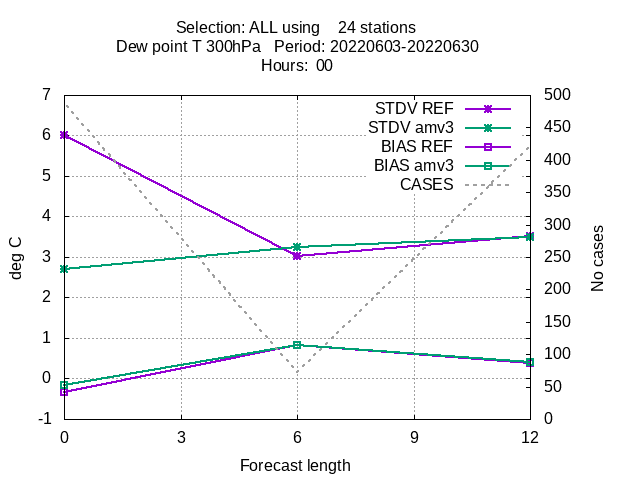 Selection: ALL using    24 stations
Dew point T 300hPa   Period: 20220603-20220630
Hours:  00
STDV REF
STDV amv3
BIAS REF
BIAS amv3
CASES
7
6
5
4
3
2
1
0
-1
deg C
500
450
400
350
300
250
200
150
100
50
0
No cases
0 3 6 9 12
Forecast length